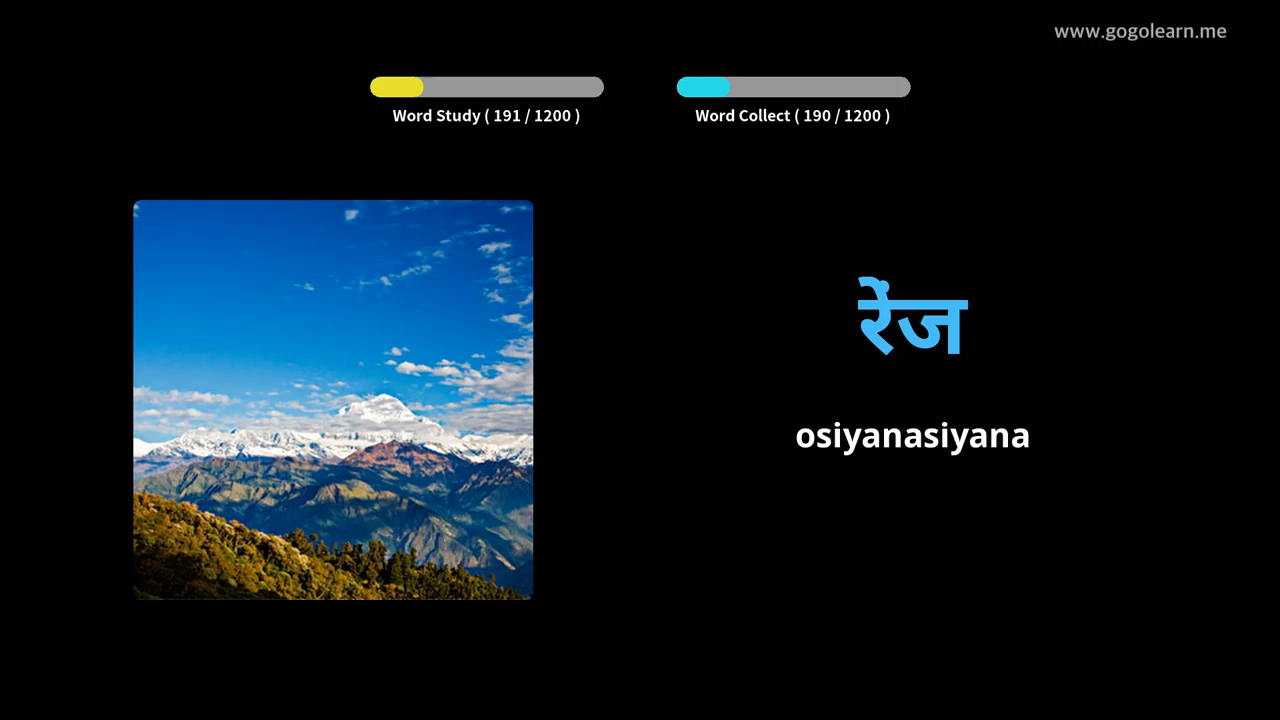 www.gogolearn.me
Word Study ( 191 / 1200 )
Word Collect ( 190 / 1200 )
रेंज
osiyanasiyana